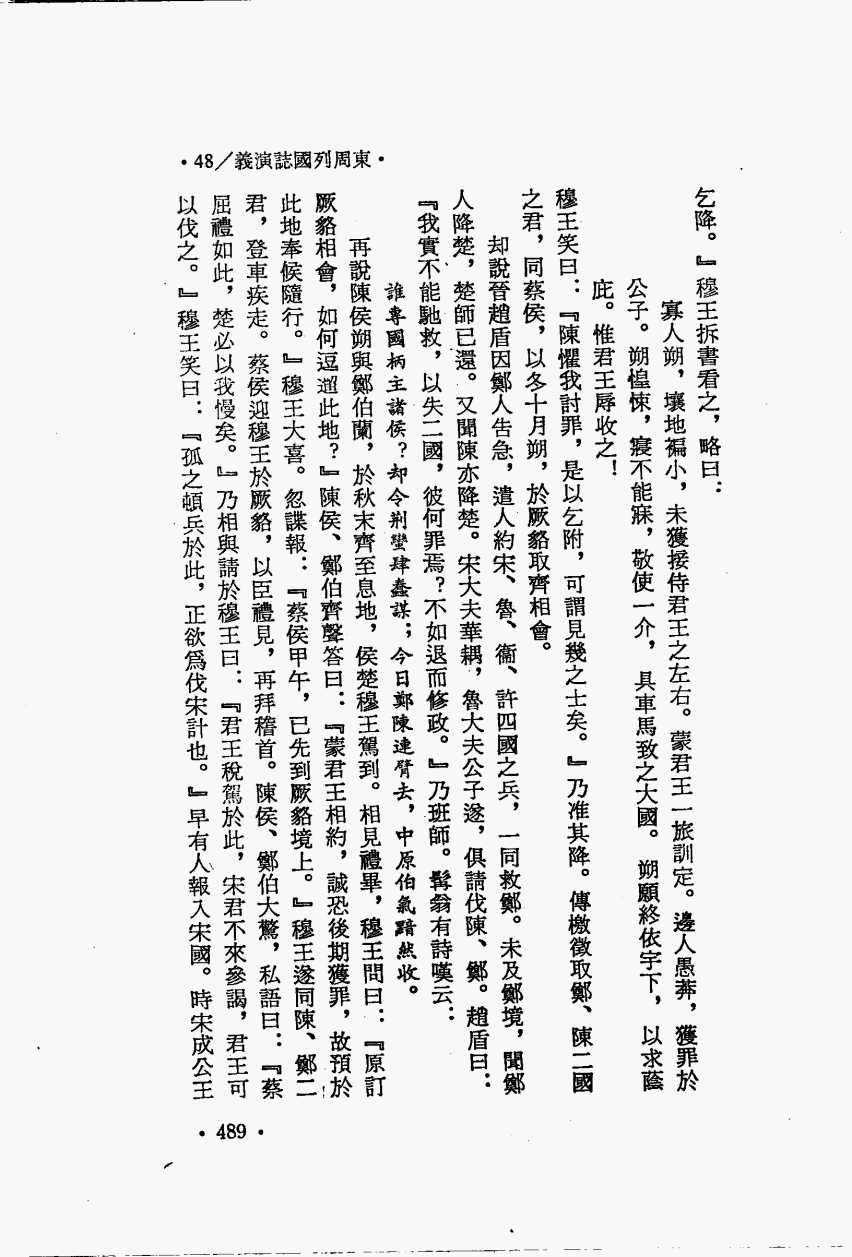 •東周列國誌演義/48•
乞降。』穆王拆書看之，略曰：
寡人朔，壤地褊小，未獲接侍君王之左右。蒙君王一旅訓定。邊人愚莽，獲罪於
公子。朔惶悚，寢不能寐，敬使一介，具車馬致之大國。朔願終依宇下，以求蔭
庇。惟君王辱收之！
穆王笑曰：『陳懼我討罪，是以乞附，可謂見幾之士矣。』乃准其降。傳檄徵取鄭、陳二國
之君，同蔡侯，以冬十月朔，於厥貉取齊相會。
却說晉趙盾因鄭人告急，遣人約宋、魯、衞、許四國之兵，一同救鄭。未及鄭境，聞鄭
人降楚，楚師已還。又聞陳亦降楚。宋大夫華耦，魯大夫公子遂，俱請伐陳、鄭。趙盾曰：
『我實不能馳救，以失二國，彼何罪焉？不如退而修政。』乃班師。髯翁有詩嘆云：
誰專國柄主諸侯？却令荆蠻肆蠢謀；今日鄭陳連臂去，中原伯氣黯然收。
再說陳侯朔與鄭伯蘭，於秋末齊至息地，侯楚穆王駕到。相見禮畢，穆王問曰：『原訂
厥貉相會，如何逗遛此地？』陳侯、鄭伯齊聲答曰：『蒙君王相約，誠恐後期獲罪，故預於
此地奉候隨行。』穆王大喜。忽諜報：『蔡侯甲午，已先到厥貉境上。』穆王遂同陳、鄭二
君，登車疾走。蔡侯迎穆王於厥貉，以臣禮見，再拜稽首。陳侯、鄭伯大驚，私語曰：『蔡
屈禮如此，楚必以我慢矣。』乃相與請於穆王曰：『君王稅駕於此，宋君不來參謁，君王可
以伐之。』穆王笑曰：『孤之頓兵於此，正欲爲伐宋計也。』早有人報入宋國。時宋成公王
•489•